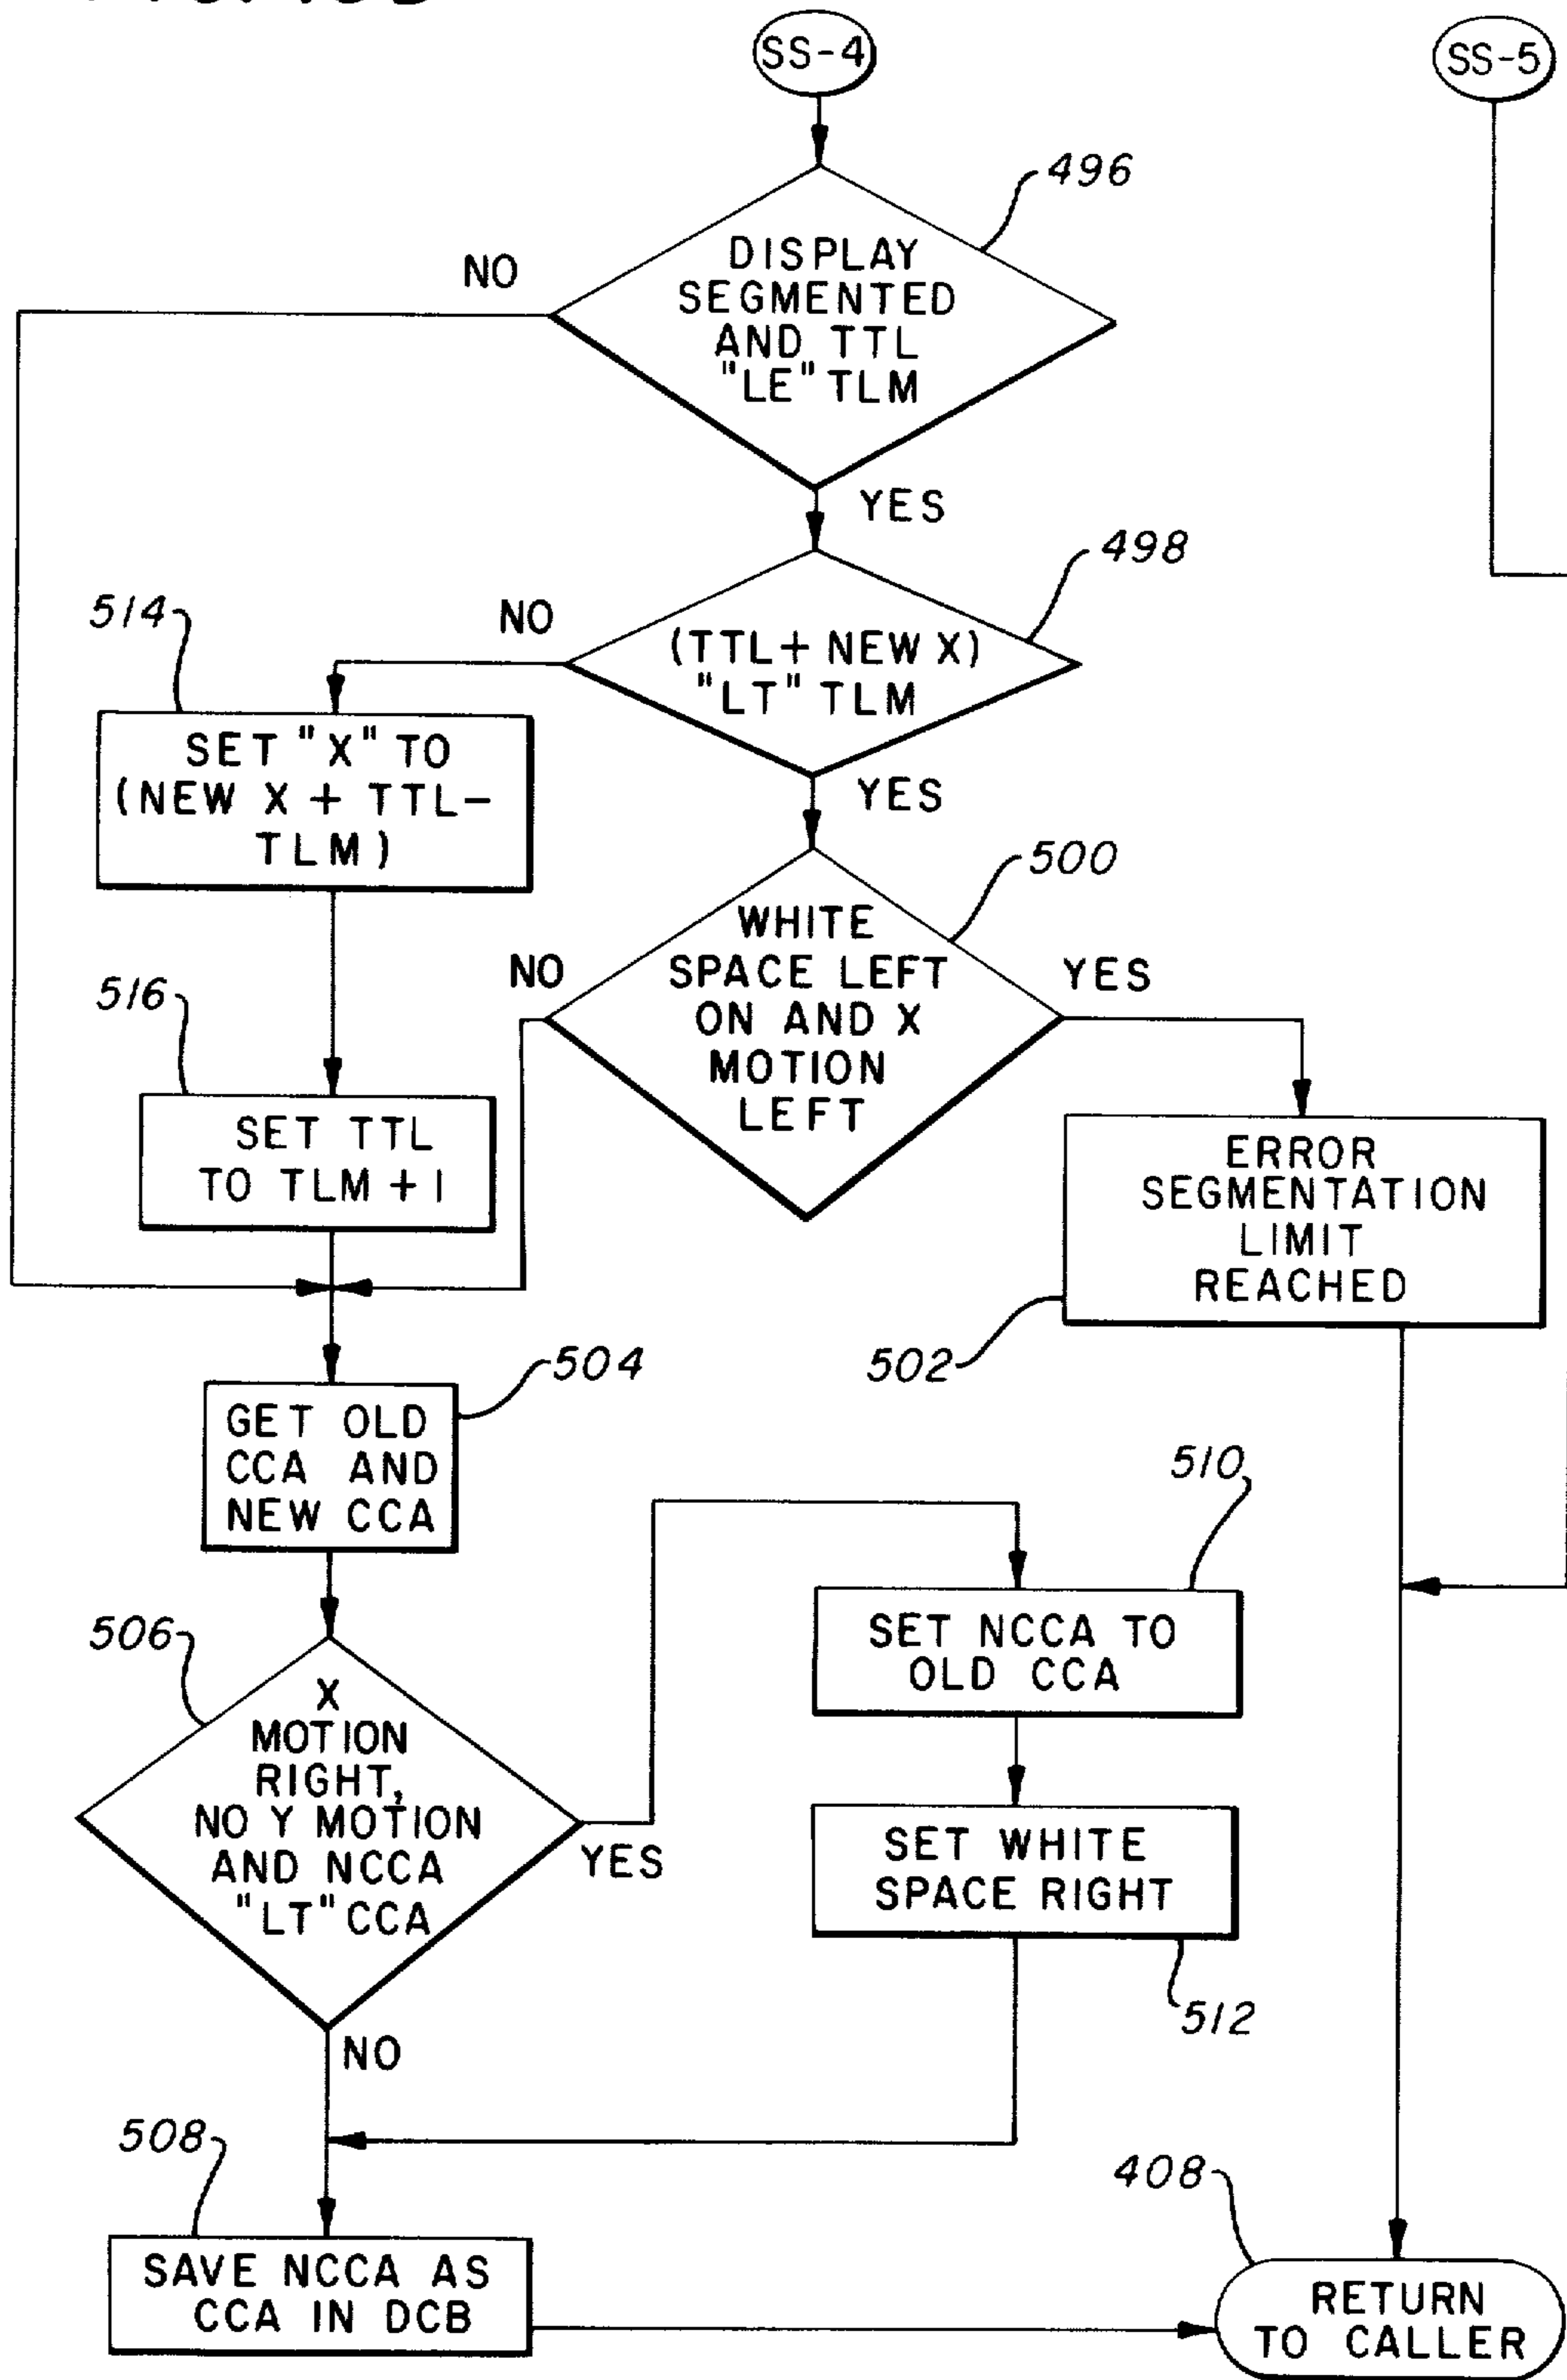 SS-4
SS-5
496
DISPLAY
SEGMENTED
AND TTL
"LE" TLM
NO
YES
498
(TTL + NEW X)
"LT" TLM
NO
YES
514
SET "X" TO
(NEW X + TTL-
TLM)
500
WHITE
SPACE LEFT
ON AND X
MOTION
LEFT
NO
YES
516
SET TTL
TO TLM + 1
ERROR
SEGMENTATION
LIMIT
REACHED
502
504
GET OLD
CCA AND
NEW CCA
510
SET NCCA TO
OLD CCA
506
X
MOTION
RIGHT,
NO Y MOTION
AND NCCA
"LT" CCA
YES
NO
SET WHITE
SPACE RIGHT
512
508
SAVE NCCA AS
CCA IN DCB
408
RETURN
TO CALLER